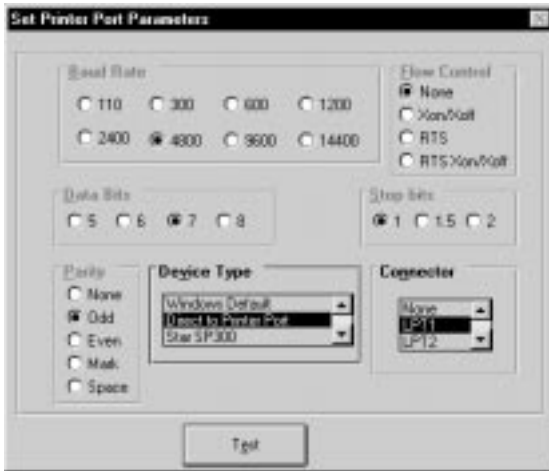 Set Printer Port Parameters
Baud Rate
110 300 600 1200
2400 4800 9600 14400
Flow Control
None
Xon/Xoff
RTS
RTS Xon/Xoff
Data Bits
5 6 7 8
Stop bits
1 1.5 2
Parity
None
Odd
Even
Mark
Space
Device Type
Windows Default
Direct to Printer Port
Star SP300
Connector
None
LPT1
LPT2
Test